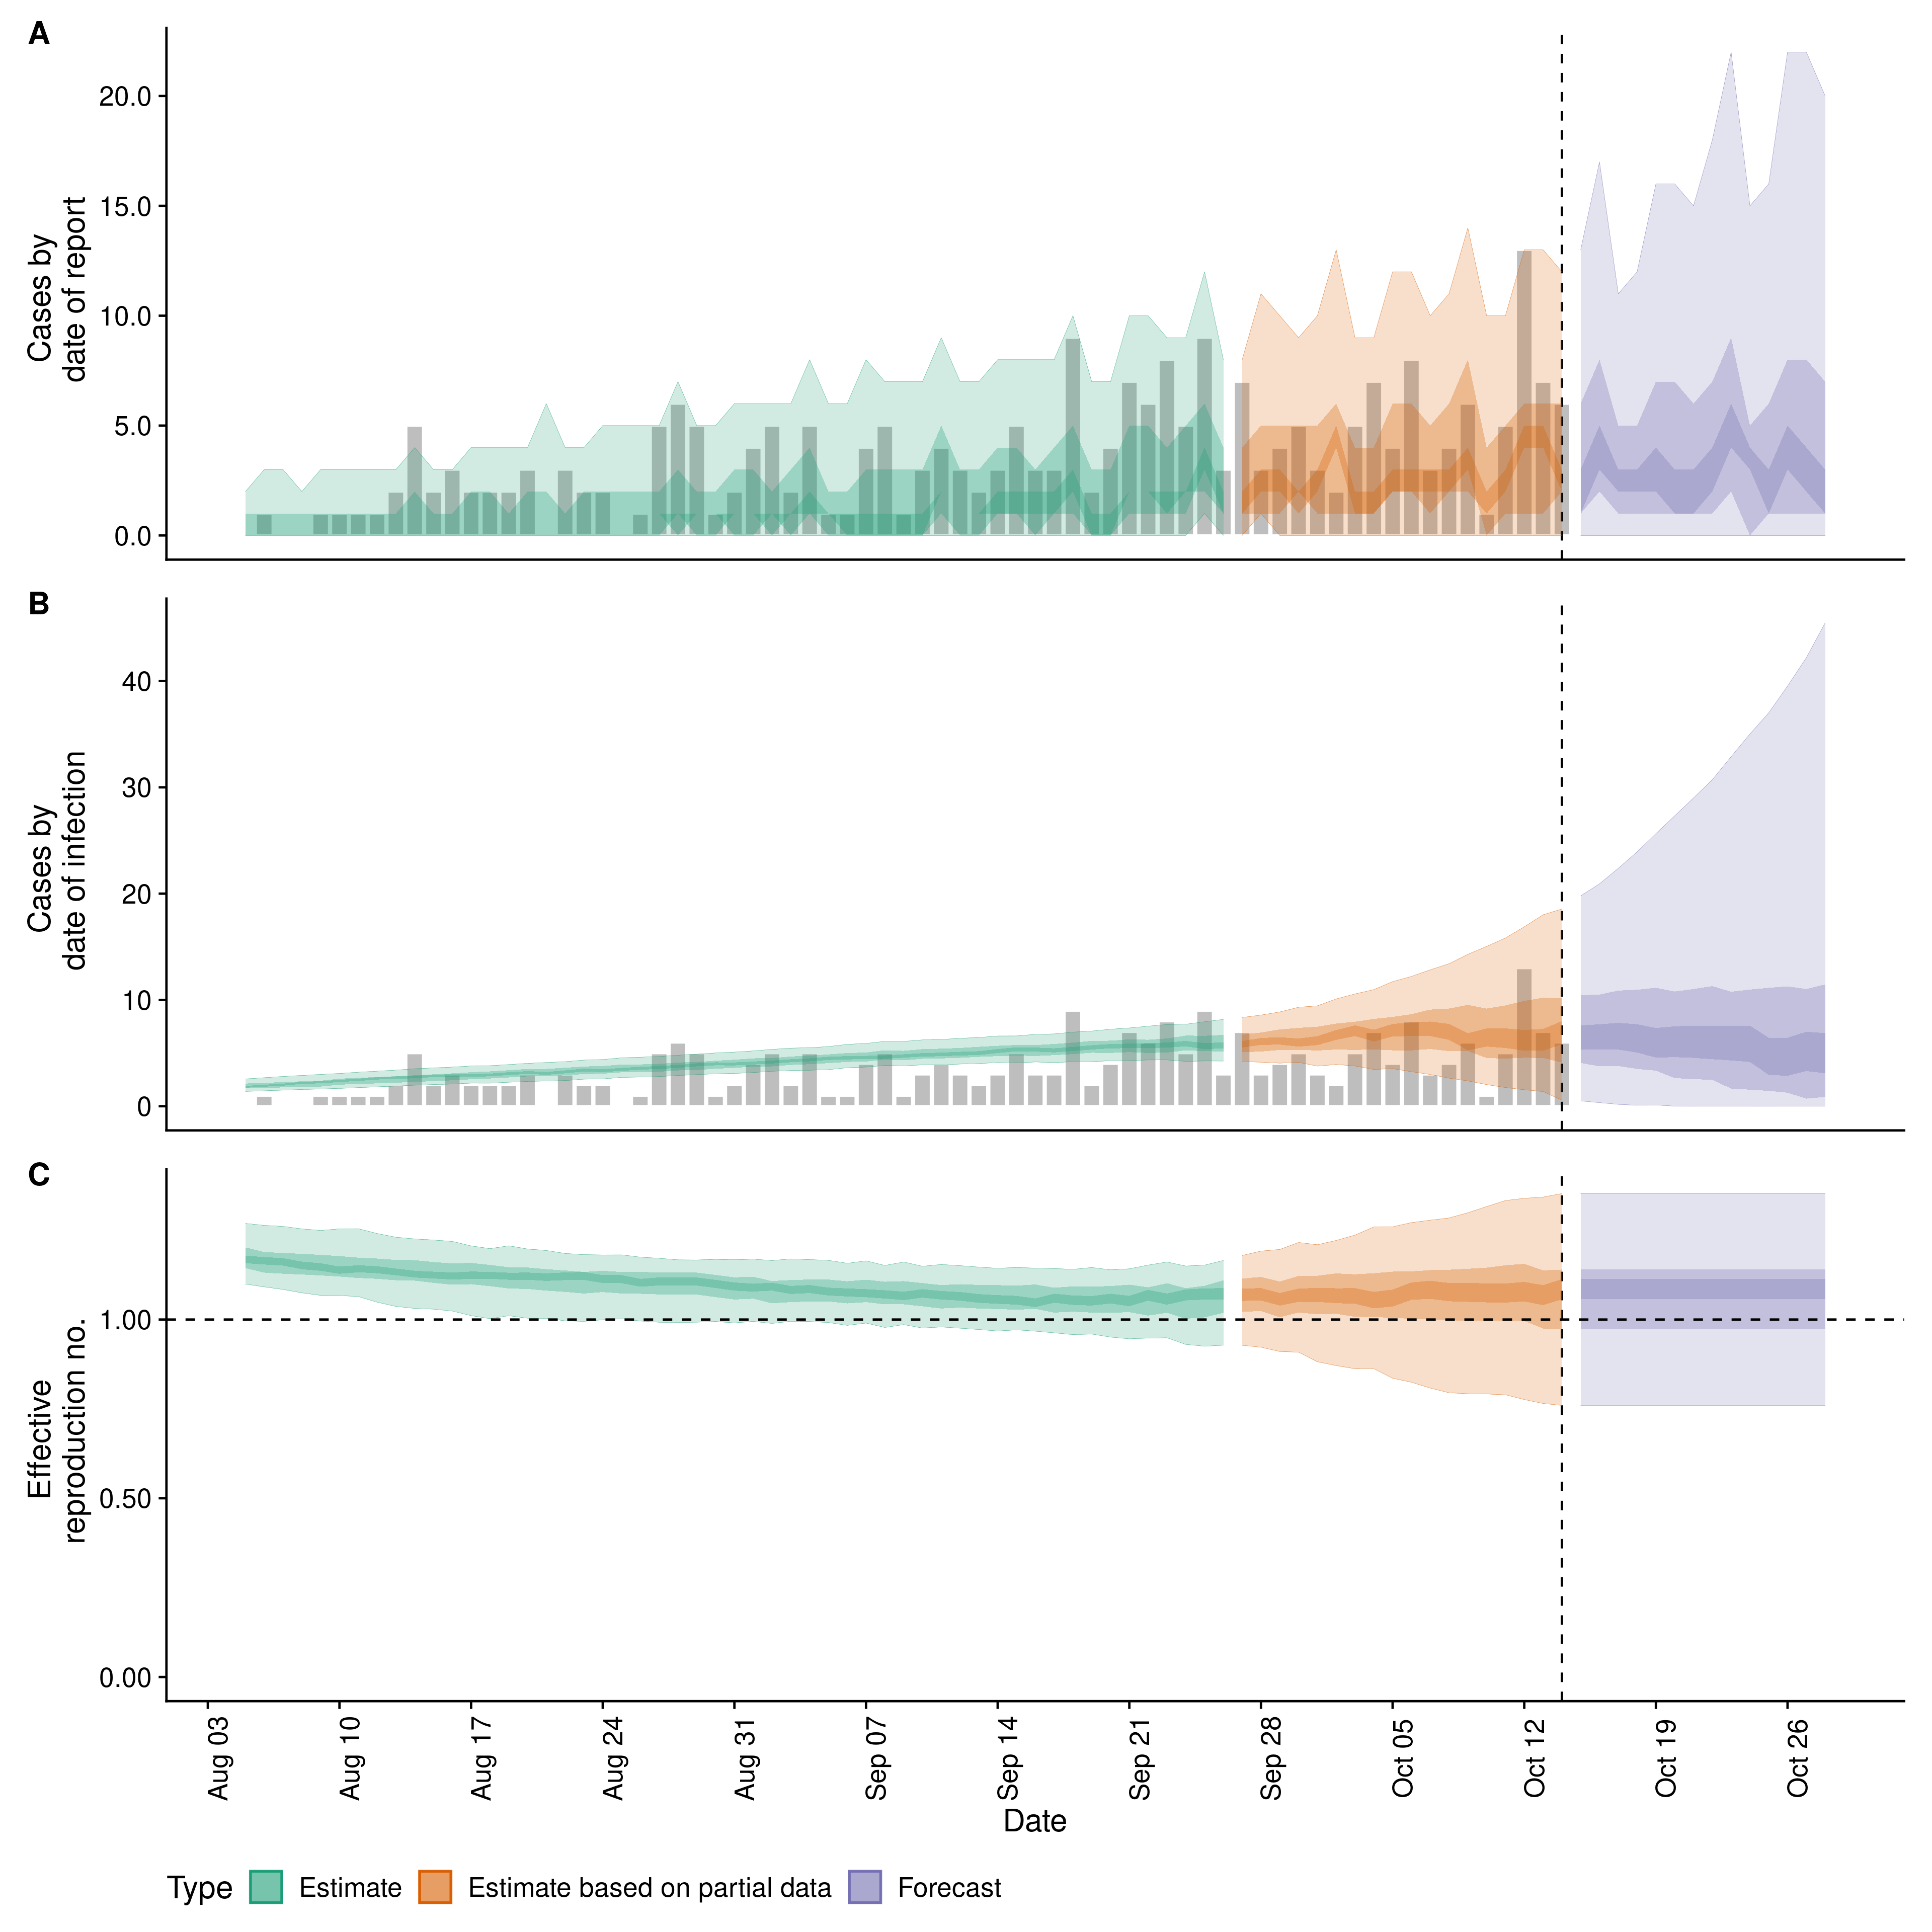 A
Cases by
date of report
20.0
15.0
10.0
5.0
0.0
B
Cases by
date of infection
40
30
20
10
0
C
Effective
reproduction no.
1.00
0.50
0.00
Aug 03
Aug 10
Aug 17
Aug 24
Aug 31
Sep 07
Sep 14
Sep 21
Sep 28
Oct 05
Oct 12
Oct 19
Oct 26
Date
Type Estimate Estimate based on partial data Forecast